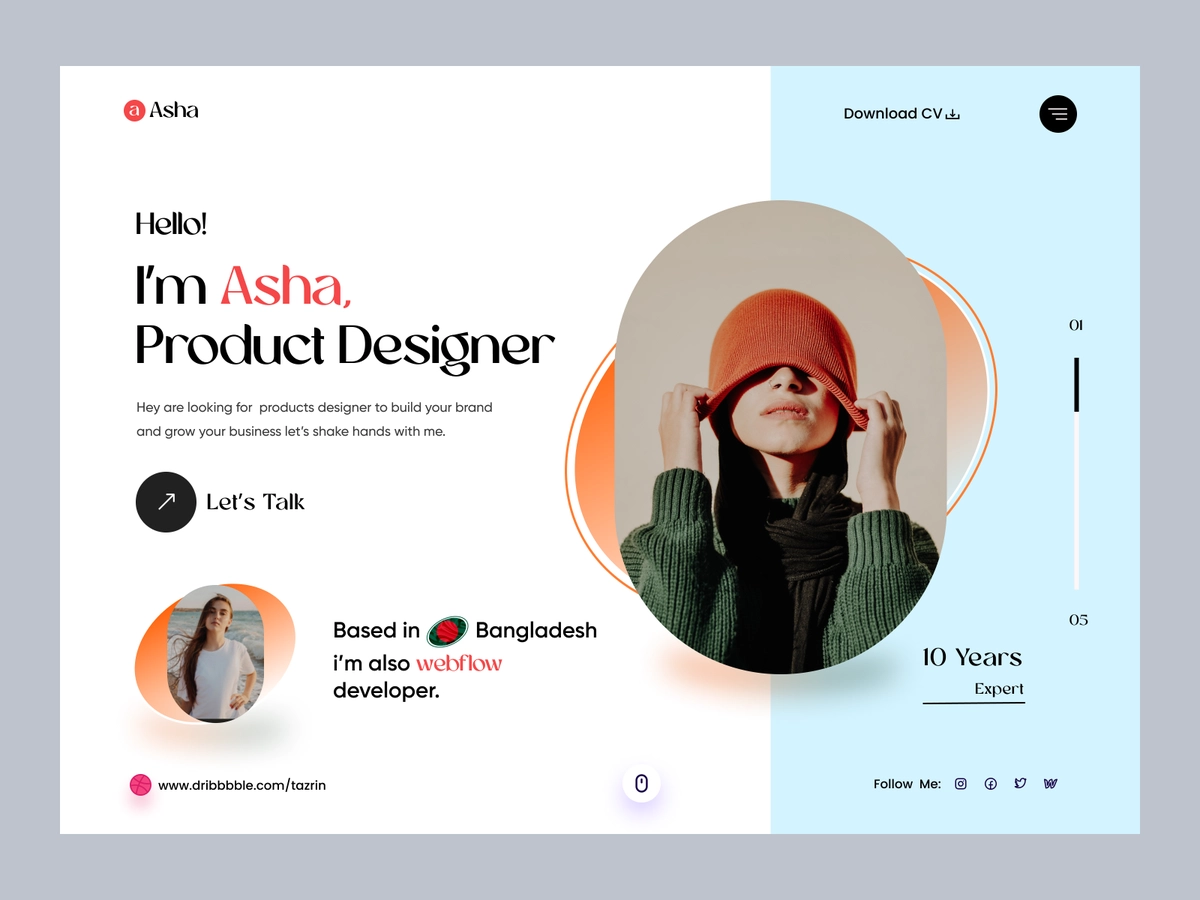 a Asha
Download CV
Hello!
I'm Asha,
Product Designer
Hey are looking for  products designer to build your brand
and grow your business let's shake hands with me.
Let's Talk
01
05
Based in Bangladesh
i'm also webflow
developer.
10 Years
Expert
www.dribbbble.com/tazrin
Follow Me: